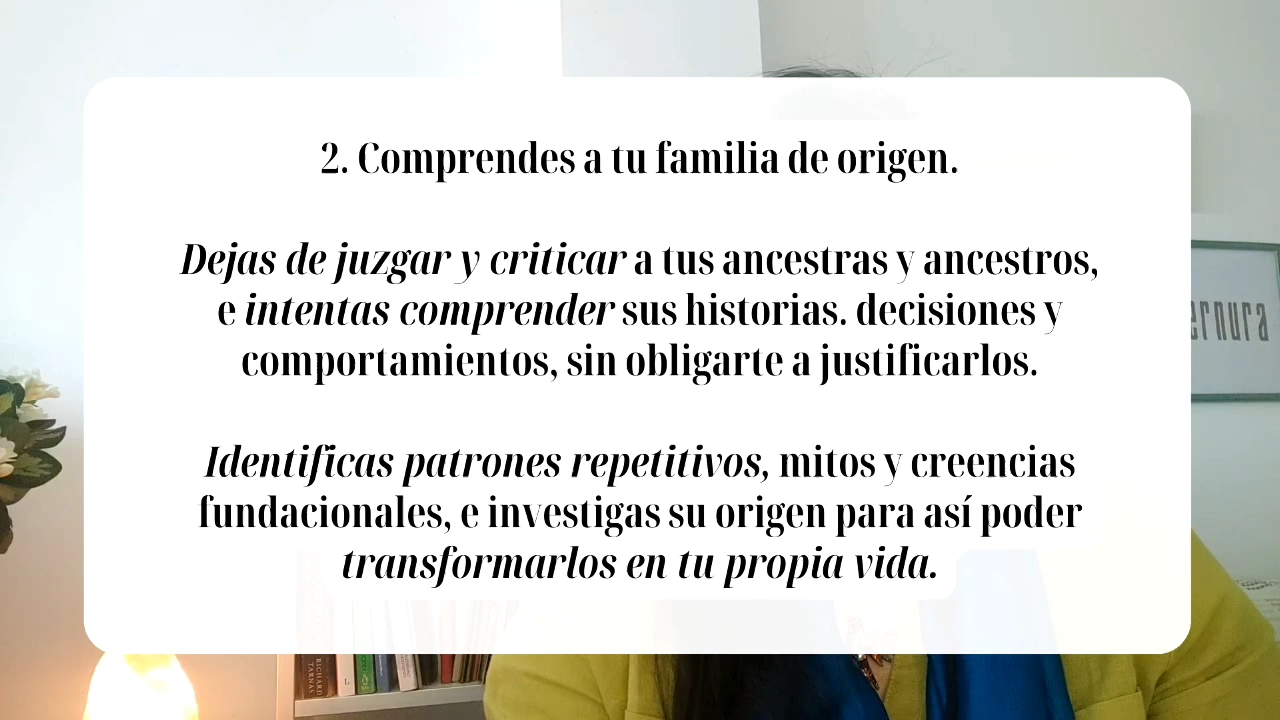 2. Comprendes a tu familia de origen.
Dejas de juzgar y criticar a tus ancestras y ancestros,
e intentas comprender sus historias. decisiones y
comportamientos, sin obligarte a justificarlos.
Identificas patrones repetitivos, mitos y creencias
fundacionales, e investigas su origen para así poder
transformarlos en tu propia vida.
ernura
RICHARD
TARNAS